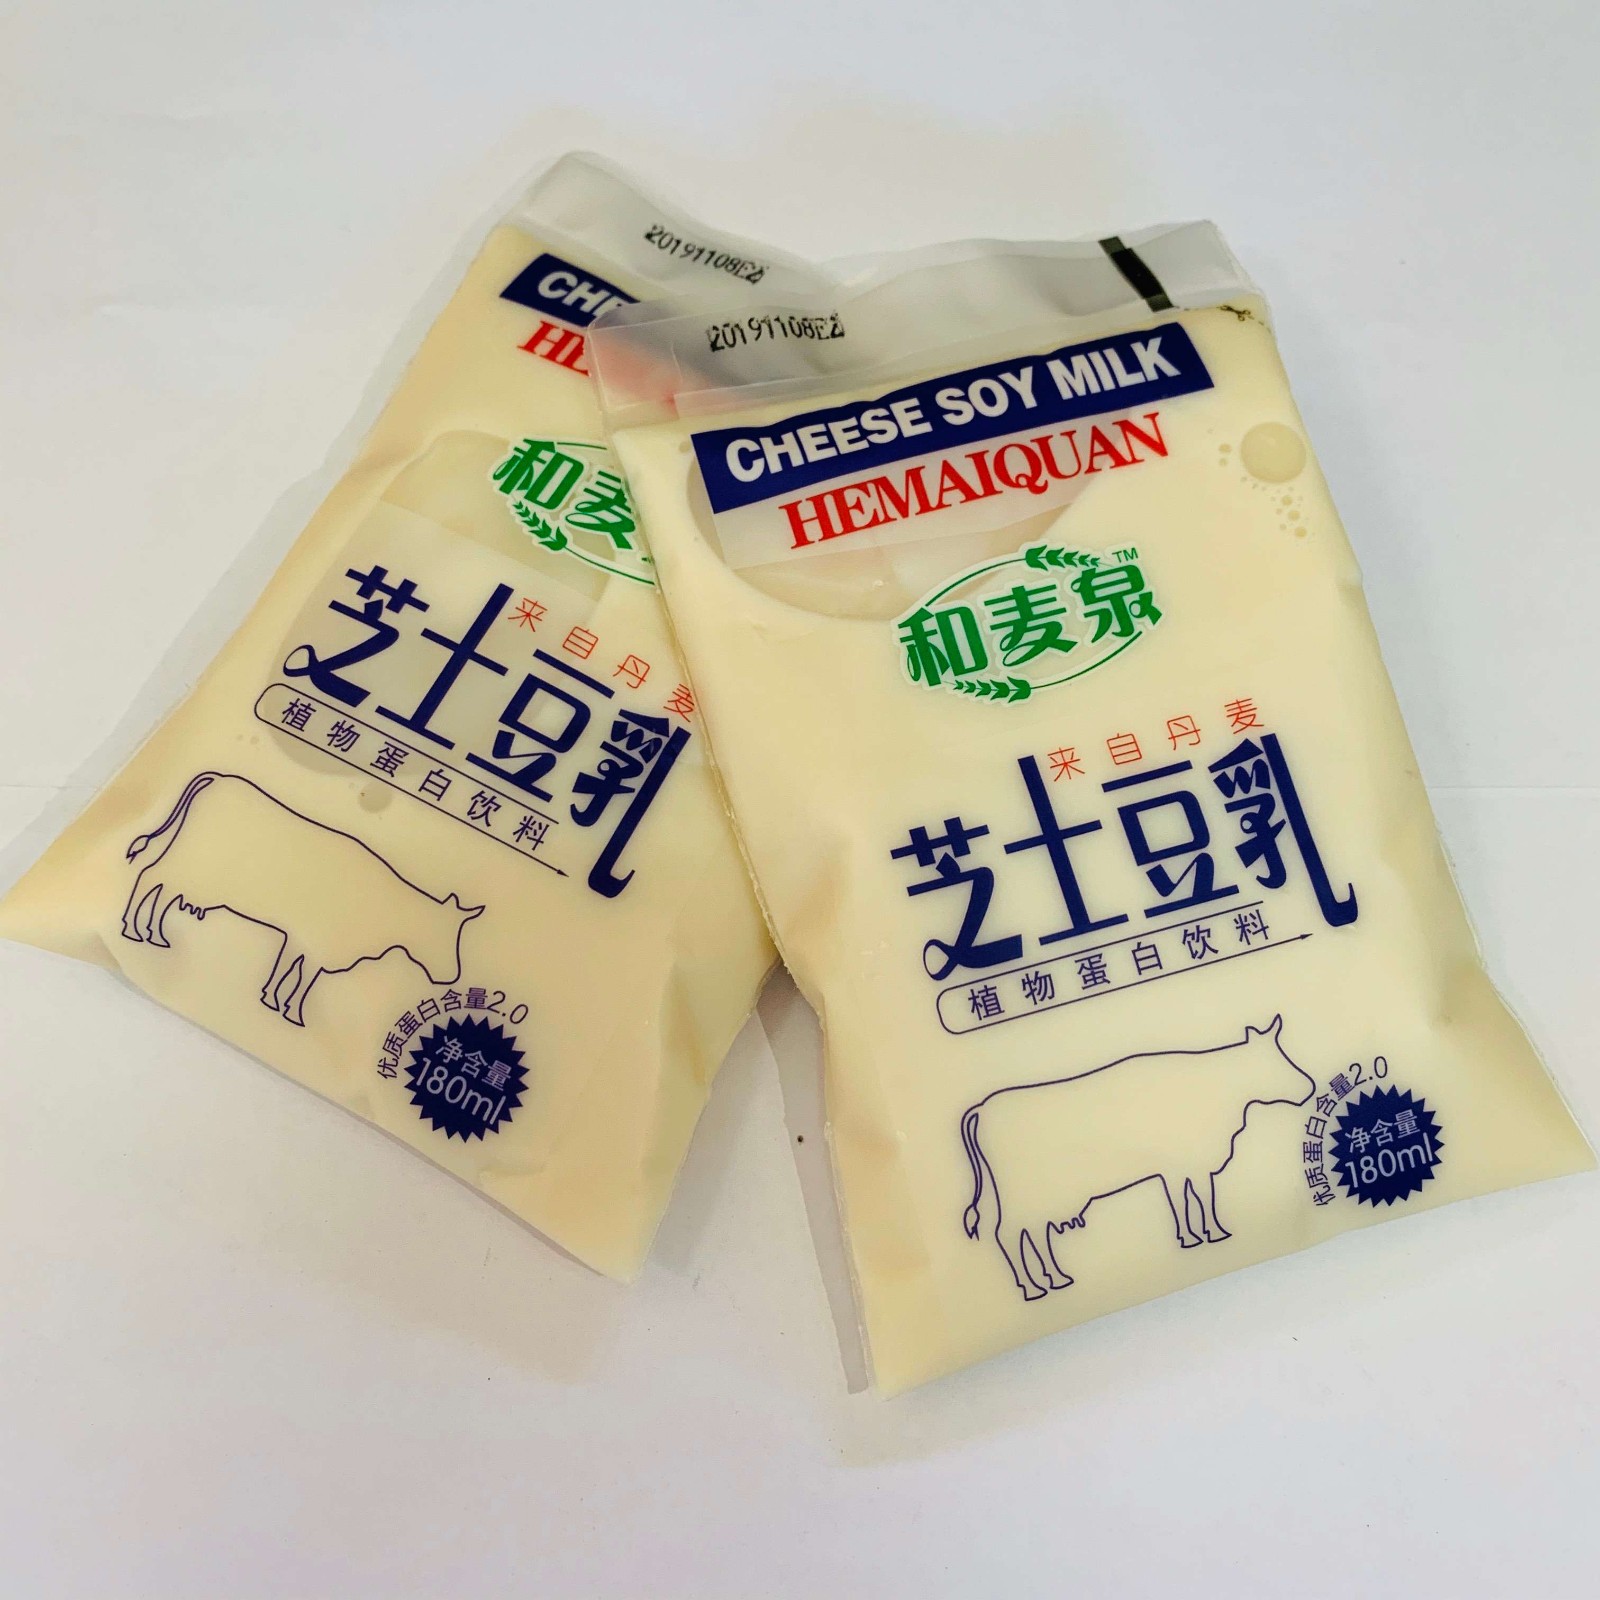 20191108E2
CHE
HE
和麦
来自丹麦
芝士豆乳
植物蛋白饮料
优质蛋白含量2.0
净含量
180ml
20191108E2
CHEESE SOY MILK
HEMAIQUAN
和麦泉™
来自丹麦
芝士豆乳
植物蛋白饮料
优质蛋白含量2.0
净含量
180ml